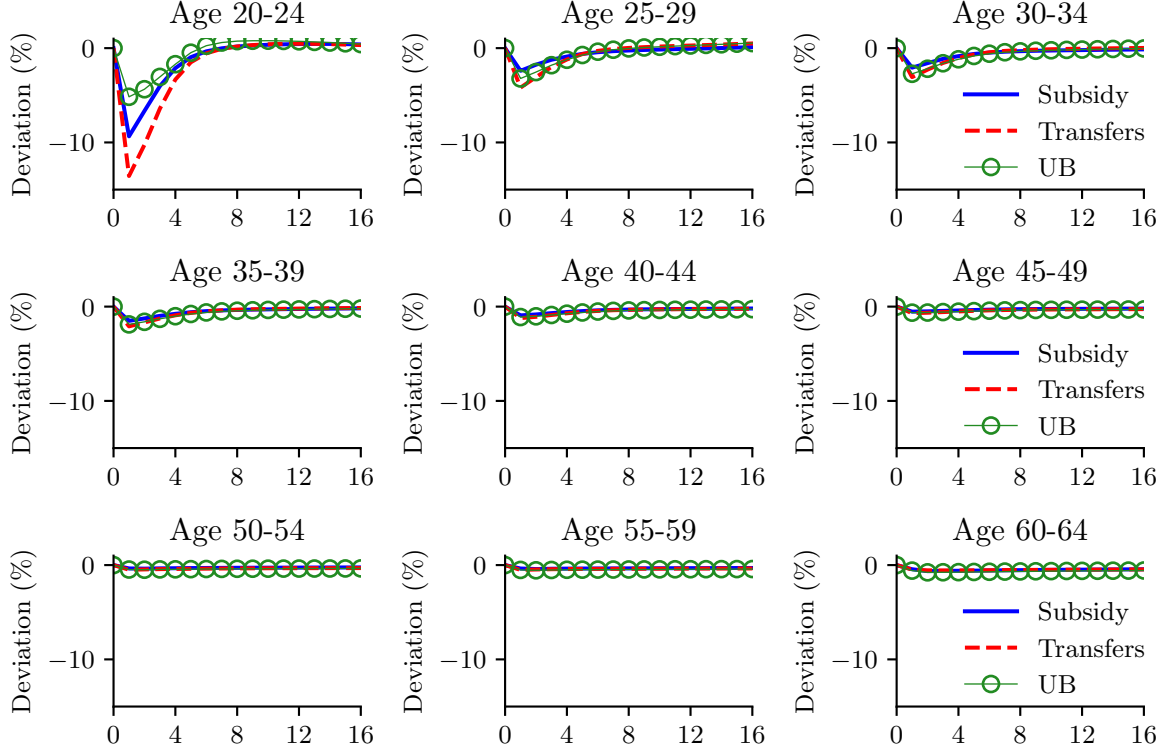 Age 20-24
Age 25-29
Age 30-34
Deviation (%)
0
−10
0 4 8 12 16
Deviation (%)
0
−10
0 4 8 12 16
Deviation (%)
0
−10
Subsidy
Transfers
UB
0 4 8 12 16
Age 35-39
Age 40-44
Age 45-49
Deviation (%)
0
−10
0 4 8 12 16
Deviation (%)
0
−10
0 4 8 12 16
Deviation (%)
0
−10
Subsidy
Transfers
UB
0 4 8 12 16
Age 50-54
Age 55-59
Age 60-64
Deviation (%)
0
−10
0 4 8 12 16
Deviation (%)
0
−10
0 4 8 12 16
Deviation (%)
0
−10
Subsidy
Transfers
UB
0 4 8 12 16